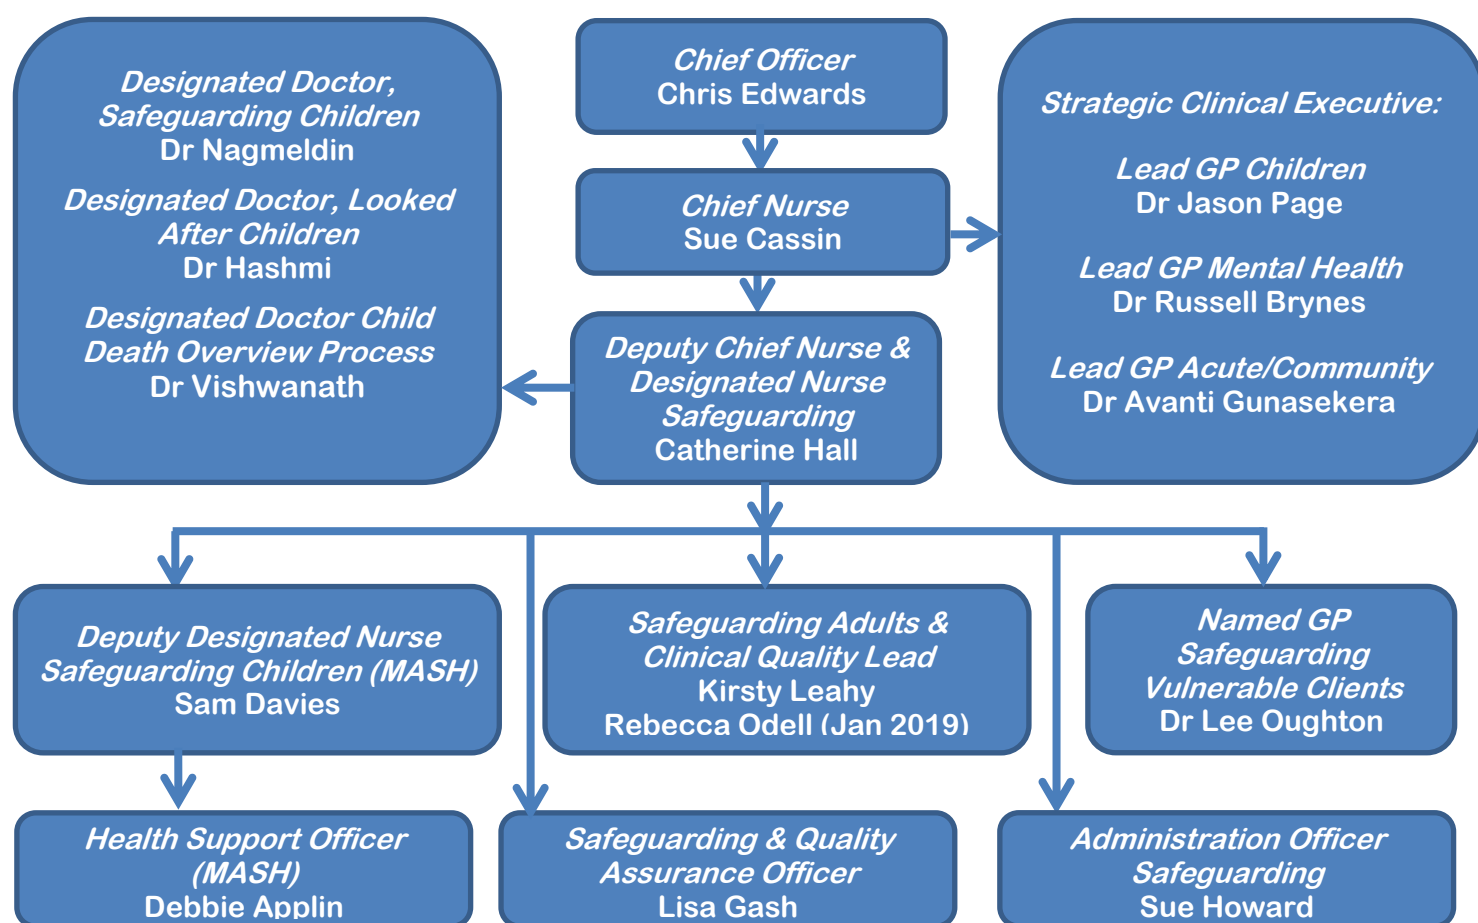 Designated Doctor,
Safeguarding Children
Dr Nagmeldin
Designated Doctor, Looked
After Children
Dr Hashmi
Designated Doctor Child
Death Overview Process
Dr Vishwanath
Chief Officer
Chris Edwards
Chief Nurse
Sue Cassin
Deputy Chief Nurse &
Designated Nurse
Safeguarding
Catherine Hall
Strategic Clinical Executive:
Lead GP Children
Dr Jason Page
Lead GP Mental Health
Dr Russell Brynes
Lead GP Acute/Community
Dr Avanti Gunasekera
Deputy Designated Nurse
Safeguarding Children (MASH)
Sam Davies
Safeguarding Adults &
Clinical Quality Lead
Kirsty Leahy
Rebecca Odell (Jan 2019)
Named GP
Safeguarding
Vulnerable Clients
Dr Lee Oughton
Health Support Officer
(MASH)
Debbie Applin
Safeguarding & Quality
Assurance Officer
Lisa Gash
Administration Officer
Safeguarding
Sue Howard